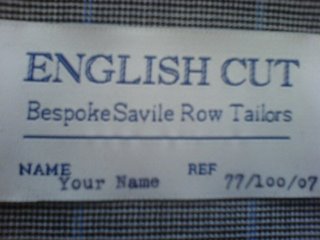 ENGLISH CUT
Bespoke Savile Row Tailors
NAME Your Name REF 77/100/07